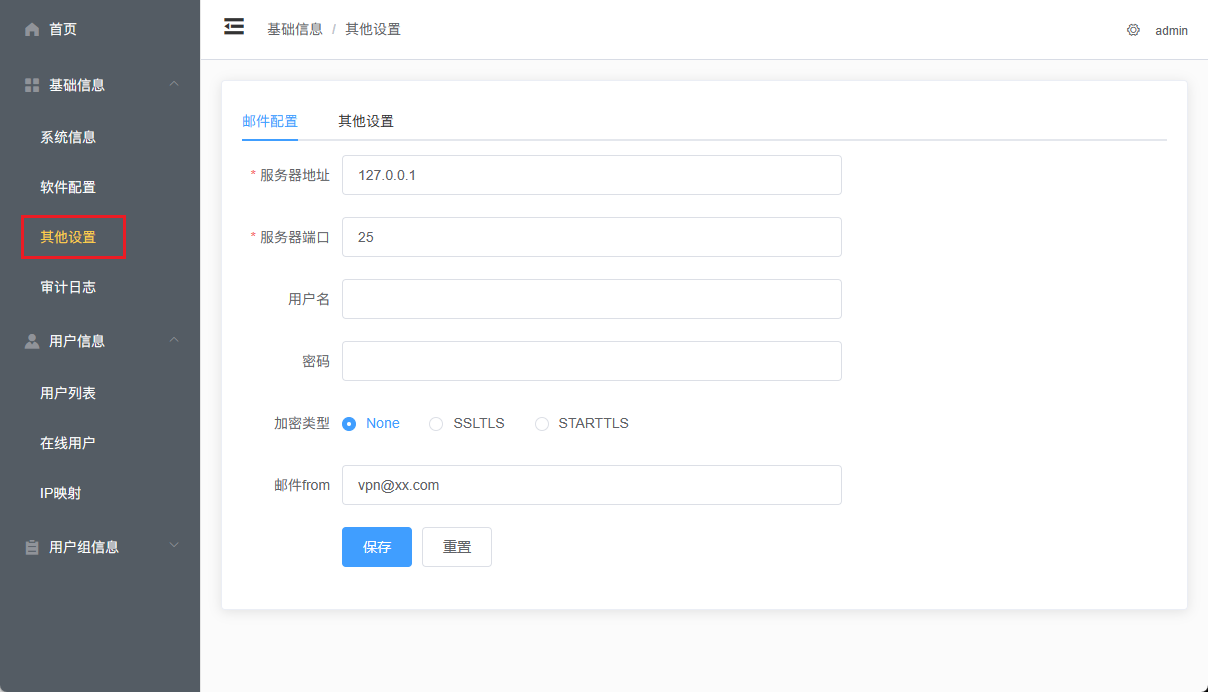 首页
基础信息
系统信息
软件配置
其他设置
审计日志
用户信息
用户列表
在线用户
IP映射
用户组信息
基础信息 / 其他设置
admin
邮件配置 其他设置
* 服务器地址 127.0.0.1
* 服务器端口 25
用户名
密码
加密类型 None SSLTLS STARTTLS
邮件from vpn@xx.com
保存 重置